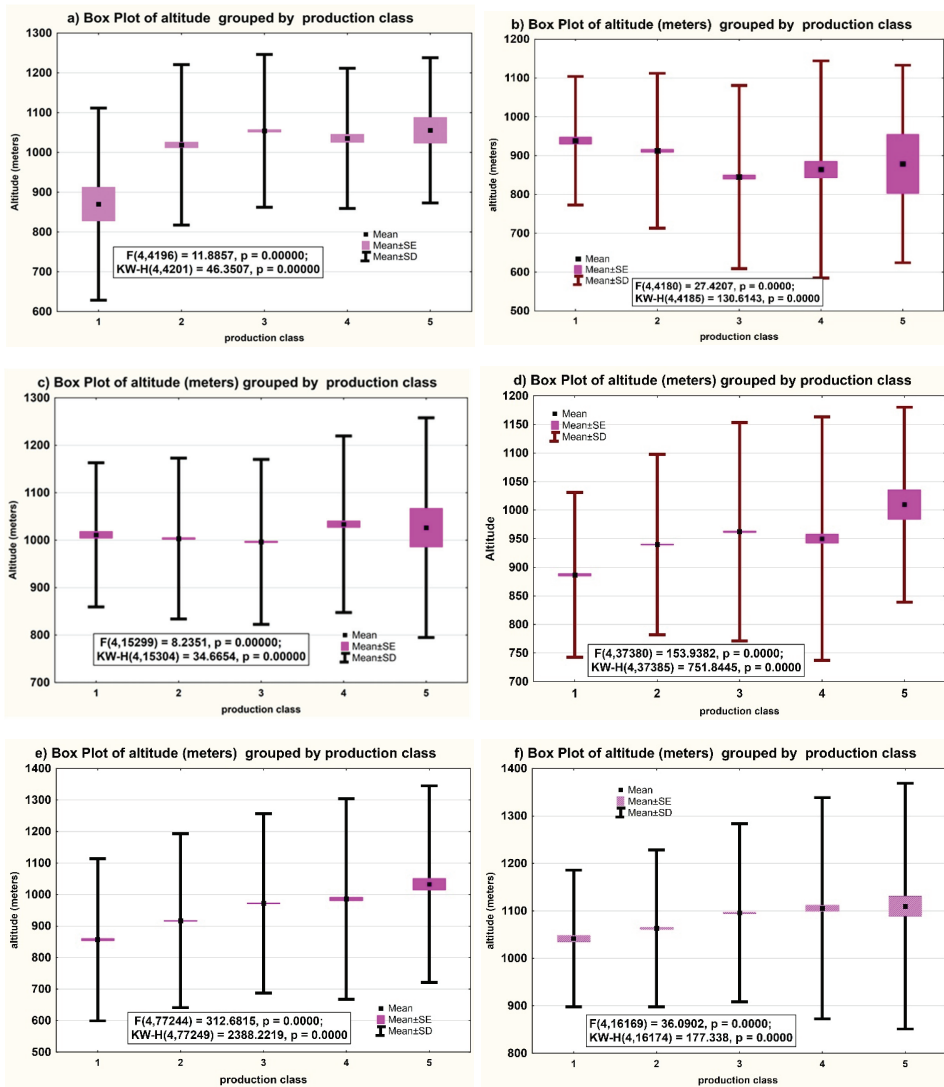 a) Box Plot of altitude grouped by production class
1300
1200
1100
1000
900
800
700
600
Altitude (meters)
Mean
Mean±SE
Mean±SD
F(4,4196) = 11.8857, p = 0.00000;
KW-H(4,4201) = 46.3507, p = 0.00000
1 2 3 4 5
production class
b) Box Plot of altitude (meters) grouped by production class
1200
1100
1000
900
800
700
600
500
altitude (meters)
Mean
Mean±SE
Mean±SD
F(4,4180) = 27.4207, p = 0.0000;
KW-H(4,4185) = 130.6143, p = 0.0000
1 2 3 4 5
production class
c) Box Plot of altitude (meters) grouped by production class
1300
1200
1100
1000
900
800
700
Altitude (meters)
F(4,15299) = 8.2351, p = 0.00000;
KW-H(4,15304) = 34.6654, p = 0.00000
Mean
Mean±SE
Mean±SD
1 2 3 4 5
production class
d) Box Plot of altitude (meters) grouped by production class
1200
1150
1100
1050
1000
950
900
850
800
750
700
Altitude
Mean
Mean±SE
Mean±SD
F(4,37380) = 153.9382, p = 0.0000;
KW-H(4,37385) = 751.8445, p = 0.0000
1 2 3 4 5
production class
e) Box Plot of altitude (meters) grouped by production class
1400
1300
1200
1100
1000
900
800
700
600
500
altitude (meters)
F(4,77244) = 312.6815, p = 0.0000;
KW-H(4,77249) = 2388.2219, p = 0.0000
Mean
Mean±SE
Mean±SD
1 2 3 4 5
production class
f) Box Plot of altitude (meters) grouped by production class
1400
1300
1200
1100
1000
900
800
altitude (meters)
Mean
Mean±SE
Mean±SD
F(4,16169) = 36.0902, p = 0.0000;
KW-H(4,16174) = 177.338, p = 0.0000
1 2 3 4 5
production class